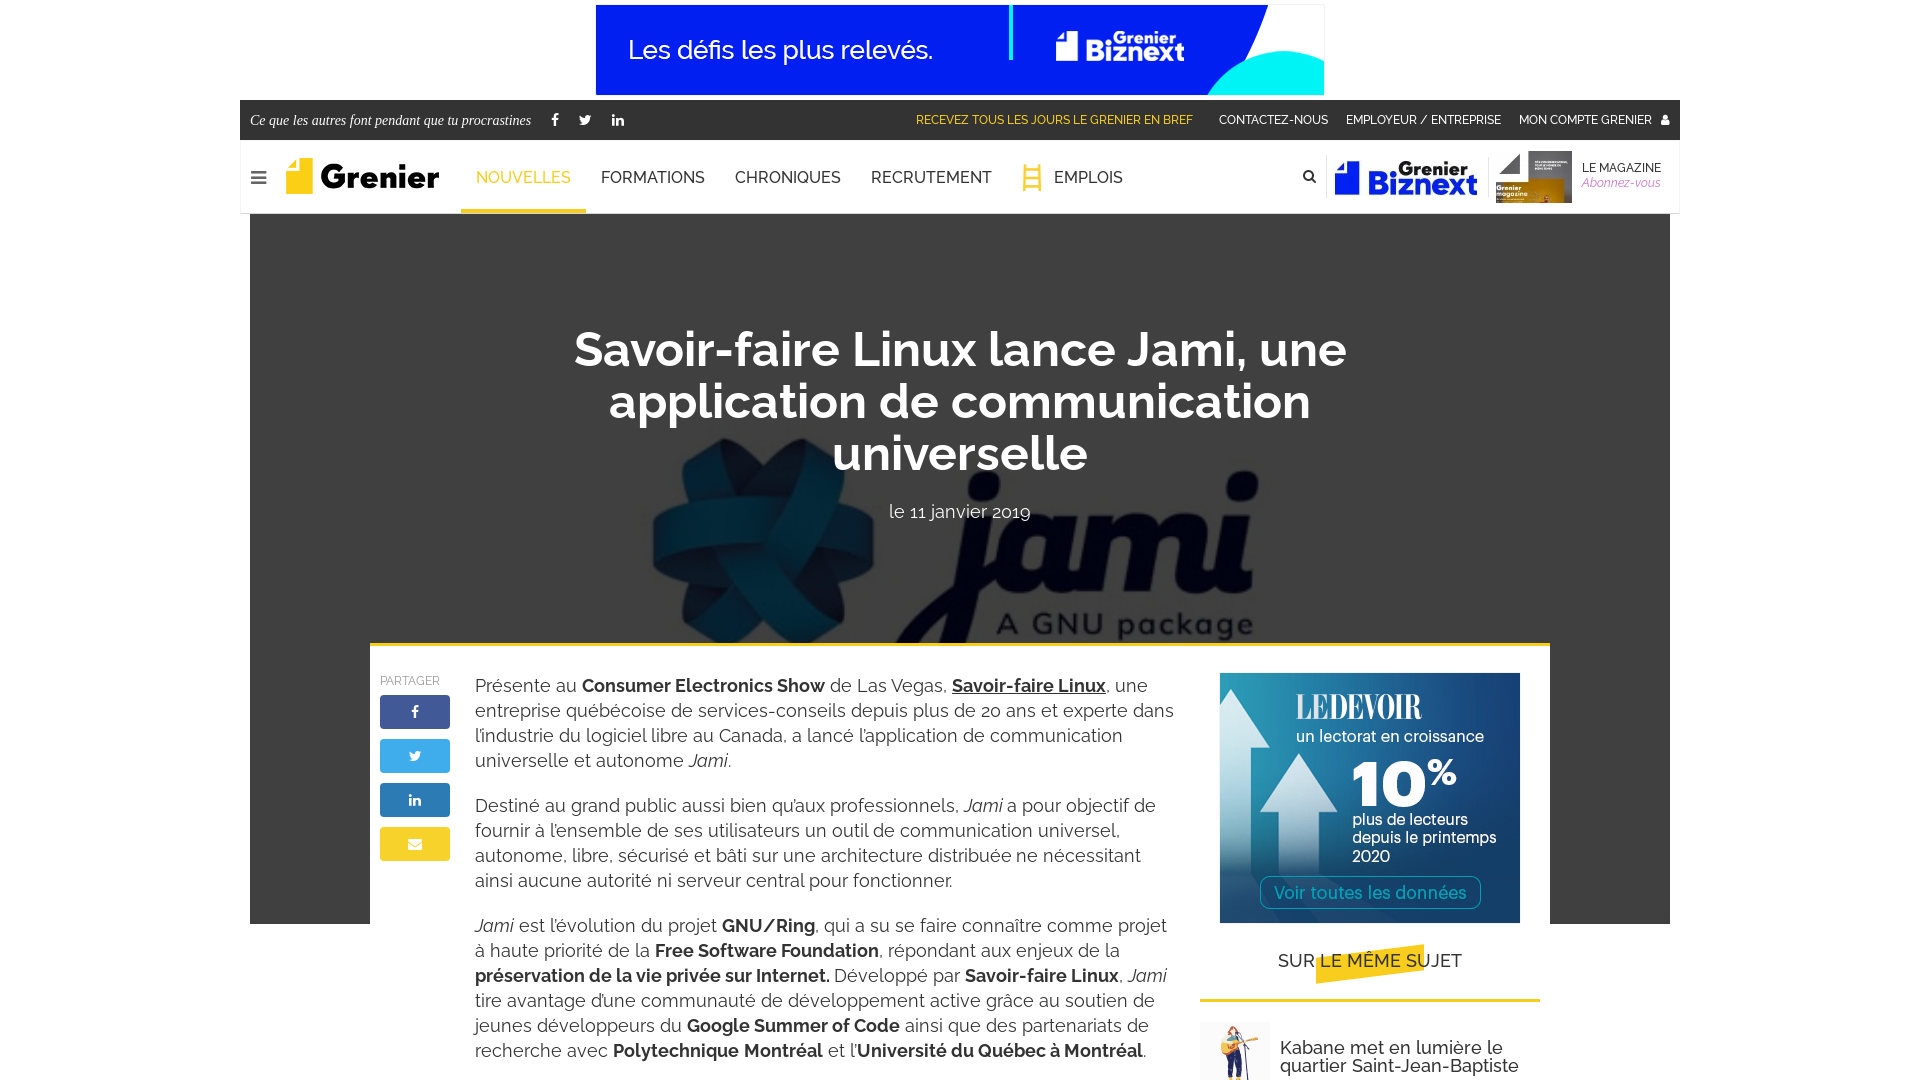 Les défis les plus relevés.
Grenier
Biznext
Ce que les autres font pendant que tu procrastines
RECEVEZ TOUS LES JOURS LE GRENIER EN BREF
CONTACTEZ-NOUS
EMPLOYEUR / ENTREPRISE
MON COMPTE GRENIER
Grenier
NOUVELLES
FORMATIONS
CHRONIQUES
RECRUTEMENT
EMPLOIS
Grenier
Biznext
Grenier
magazine
LE MAGAZINE
Abonnez-vous
Savoir-faire Linux lance Jami, une
application de communication
universelle
le 11 janvier 2019
jami
A GNU package
PARTAGER
Présente au Consumer Electronics Show de Las Vegas, Savoir-faire Linux, une
entreprise québécoise de services-conseils depuis plus de 20 ans et experte dans
l’industrie du logiciel libre au Canada, a lancé l’application de communication
universelle et autonome Jami.
Destiné au grand public aussi bien qu’aux professionnels, Jami a pour objectif de
fournir à l’ensemble de ses utilisateurs un outil de communication universel,
autonome, libre, sécurisé et bâti sur une architecture distribuée ne nécessitant
ainsi aucune autorité ni serveur central pour fonctionner.
Jami est l’évolution du projet GNU/Ring, qui a su se faire connaître comme projet
à haute priorité de la Free Software Foundation, répondant aux enjeux de la
préservation de la vie privée sur Internet. Développé par Savoir-faire Linux, Jami
tire avantage d’une communauté de développement active grâce au soutien de
jeunes développeurs du Google Summer of Code ainsi que des partenariats de
recherche avec Polytechnique Montréal et l’Université du Québec à Montréal.
LE DEVOIR
un lectorat en croissance
10%
plus de lecteurs
depuis le printemps
2020
Voir toutes les données
SUR LE MÊME SUJET
Kabane met en lumière le
quartier Saint-Jean-Baptiste